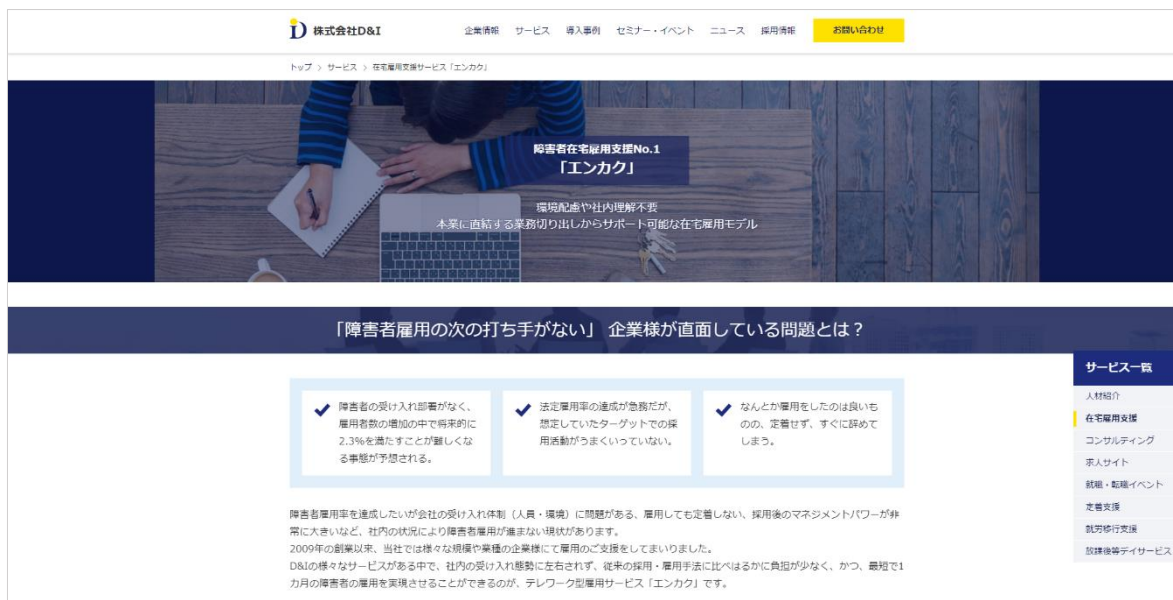 株式会社D&I
企業情報 サービス 導入事例 セミナー・イベント ニュース 採用情報 お問い合わせ
トップ > サービス > 在宅雇用支援サービス「エンカク」
障害者在宅雇用支援No.1
「エンカク」
環境配慮や社内理解不要
本業に直結する業務切り出しからサポート可能な在宅雇用モデル
「障害者雇用の次の打ち手がない」 企業様が直面している問題とは？
障害者の受け入れ部署がなく、
雇用者数の増加の中で将来的に
2.3%を満たすことが難しくな
る事態が予想される。
法定雇用率の達成が急務だが、
想定していたターゲットでの採
用活動がうまくいっていない。
なんとか雇用をしたのは良いも
のの、定着せず、すぐに辞めて
しまう。
障害者雇用率を達成したいが会社の受け入れ体制（人員・環境）に問題がある、雇用しても定着しない、採用後のマネジメントパワーが非
常に大きいなど、社内の状況により障害者雇用が進まない現状があります。
2009年の創業以来、当社では様々な規模や業種の企業様にて雇用のご支援をしてまいりました。
D&Iの様々なサービスがある中で、社内の受け入れ態勢に左右されず、従来の採用・雇用手法に比べはるかに負担が少なく、かつ、最短で1
カ月の障害者の雇用を実現させることができるのが、テレワーク型雇用サービス「エンカク」です。
サービス一覧
人材紹介
在宅雇用支援
コンサルティング
求人サイト
就職・転職イベント
定着支援
就労移行支援
放課後等デイサービス